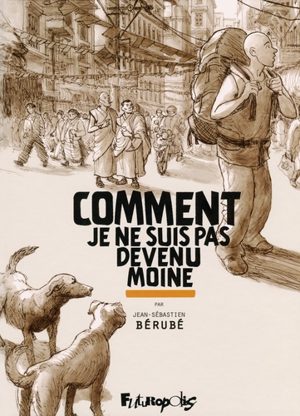 COMMENT
JE NE SUIS PAS
DEVENU
MOINE
PAR
JEAN-SÉBASTIEN
BÉRUBÉ
Futuropolis